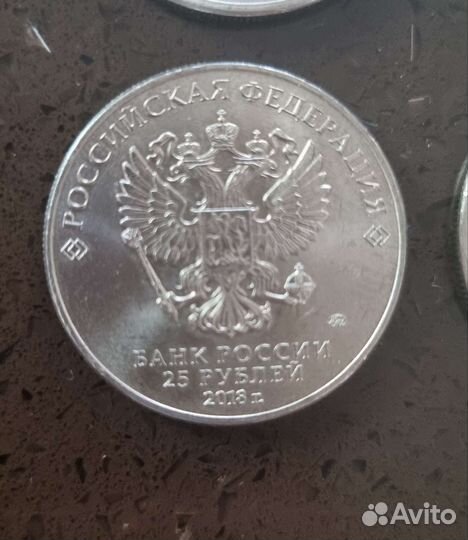 РОССИЙСКАЯ ФЕДЕРАЦИЯ
БАНК РОССИИ
25 РУБЛЕЙ
2018 г.
Avito